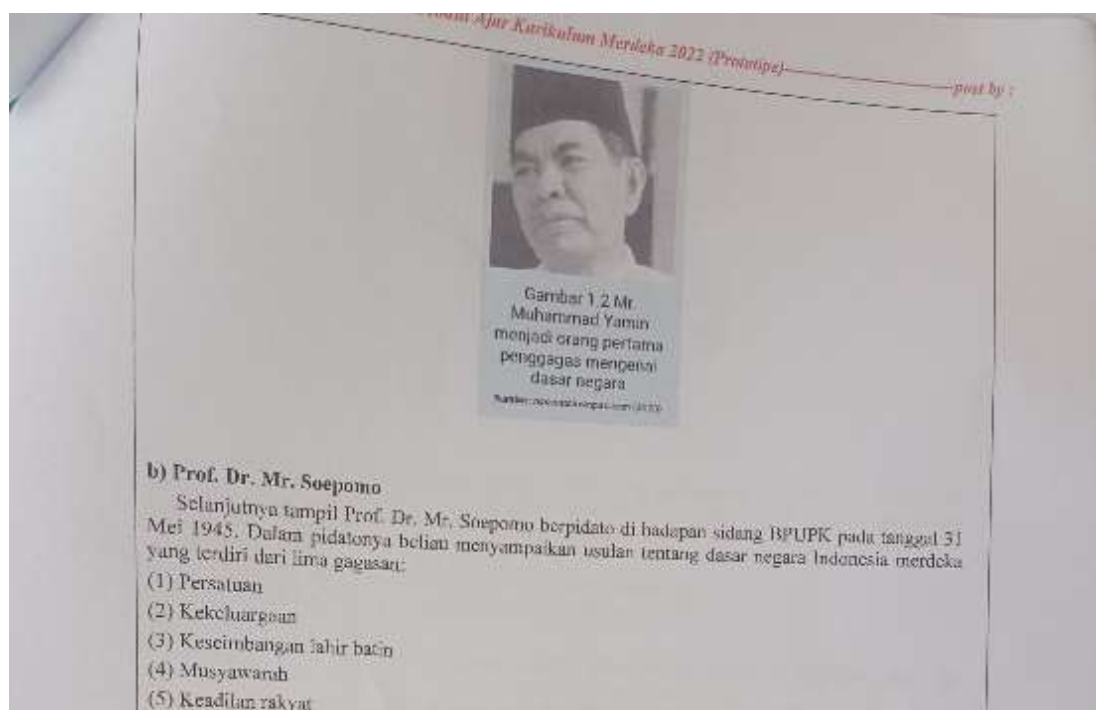 Ajar Kurikulum Merdeka 2022 (Prototipe)
post by :
Gambar 1.2 Mr.
Muhammad Yamin
menjadi orang pertama
penggagas mengenai
dasar negara
b) Prof. Dr. Mr. Soepomo
Selanjutnya tampil Prof. Dr. Mr. Soepomo berpidato di hadapan sidang BPUPK pada tanggal 31
Mei 1945. Dalam pidatonya beliau menyampaikan usulan tentang dasar negara Indonesia merdeka
yang terdiri dari lima gagasan:
(1) Persatuan
(2) Kekeluargaan
(3) Keseimbangan lahir batin
(4) Musyawarah
(5) Keadilan rakyat